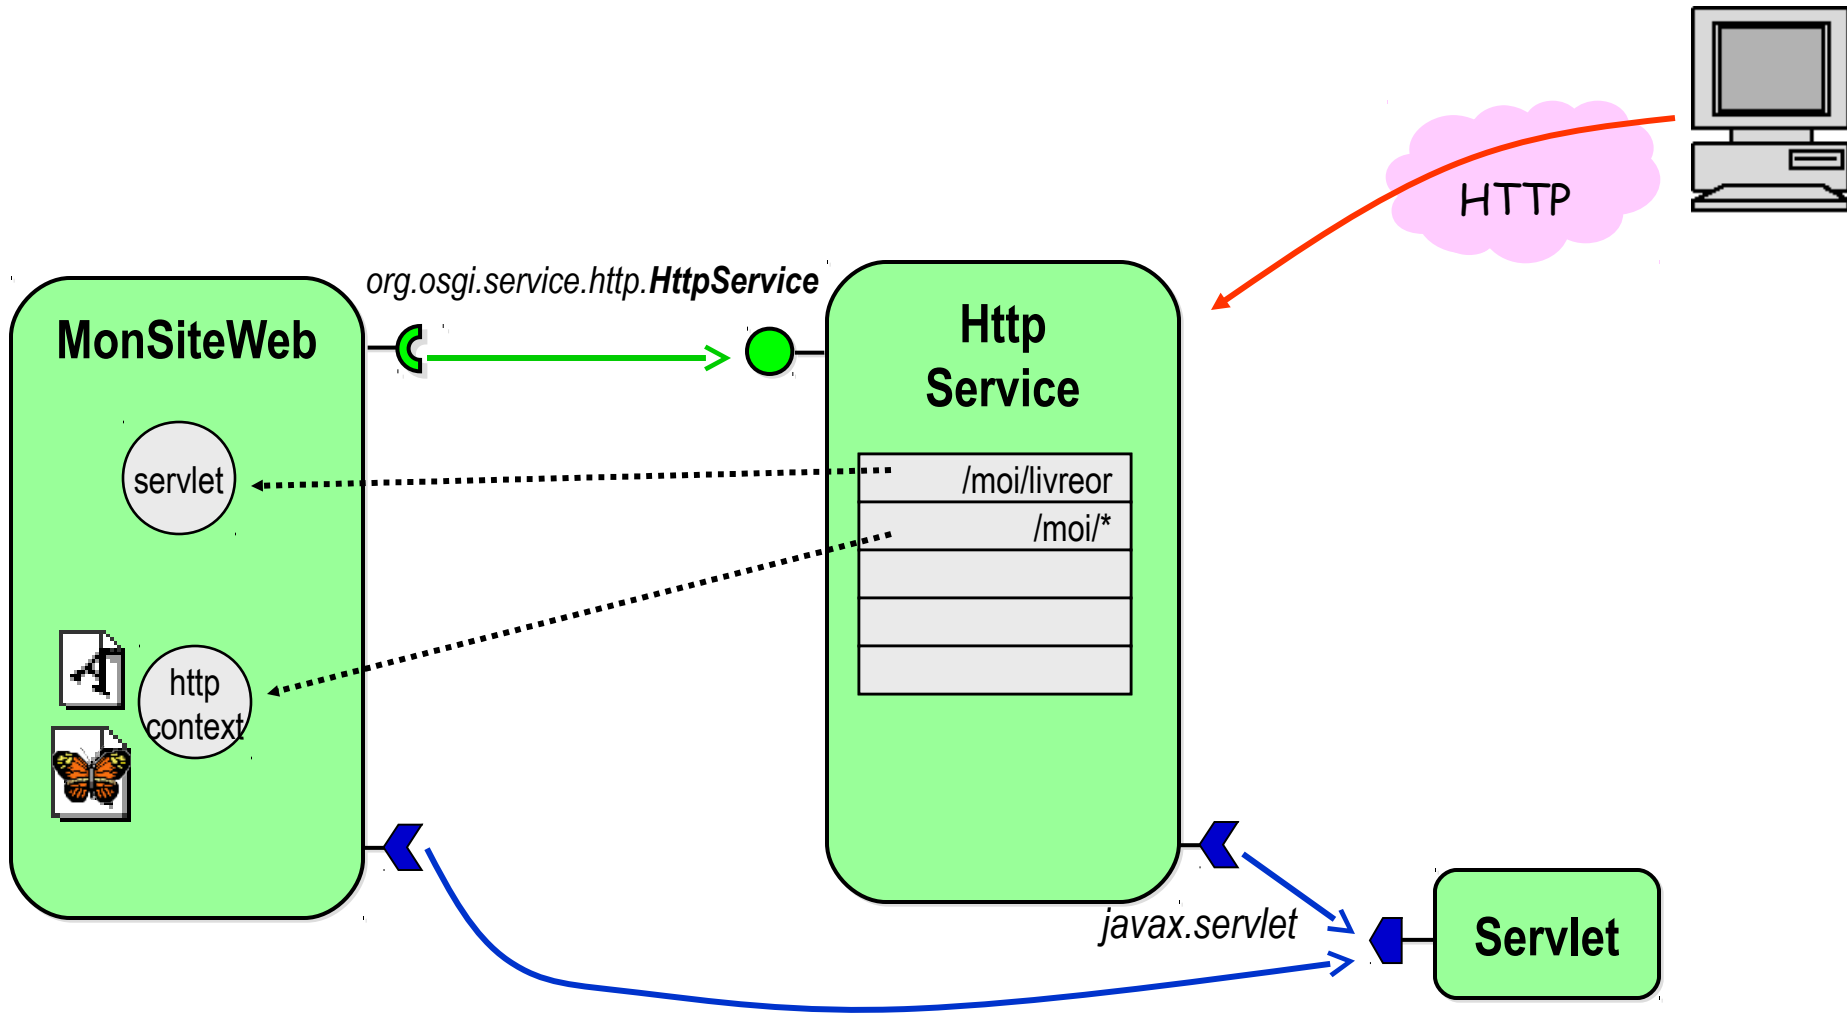 HTTP
org.osgi.service.http.HttpService
MonSiteWeb
Http
Service
servlet
/moi/livreor
/moi/*
http
context
javax.servlet
Servlet